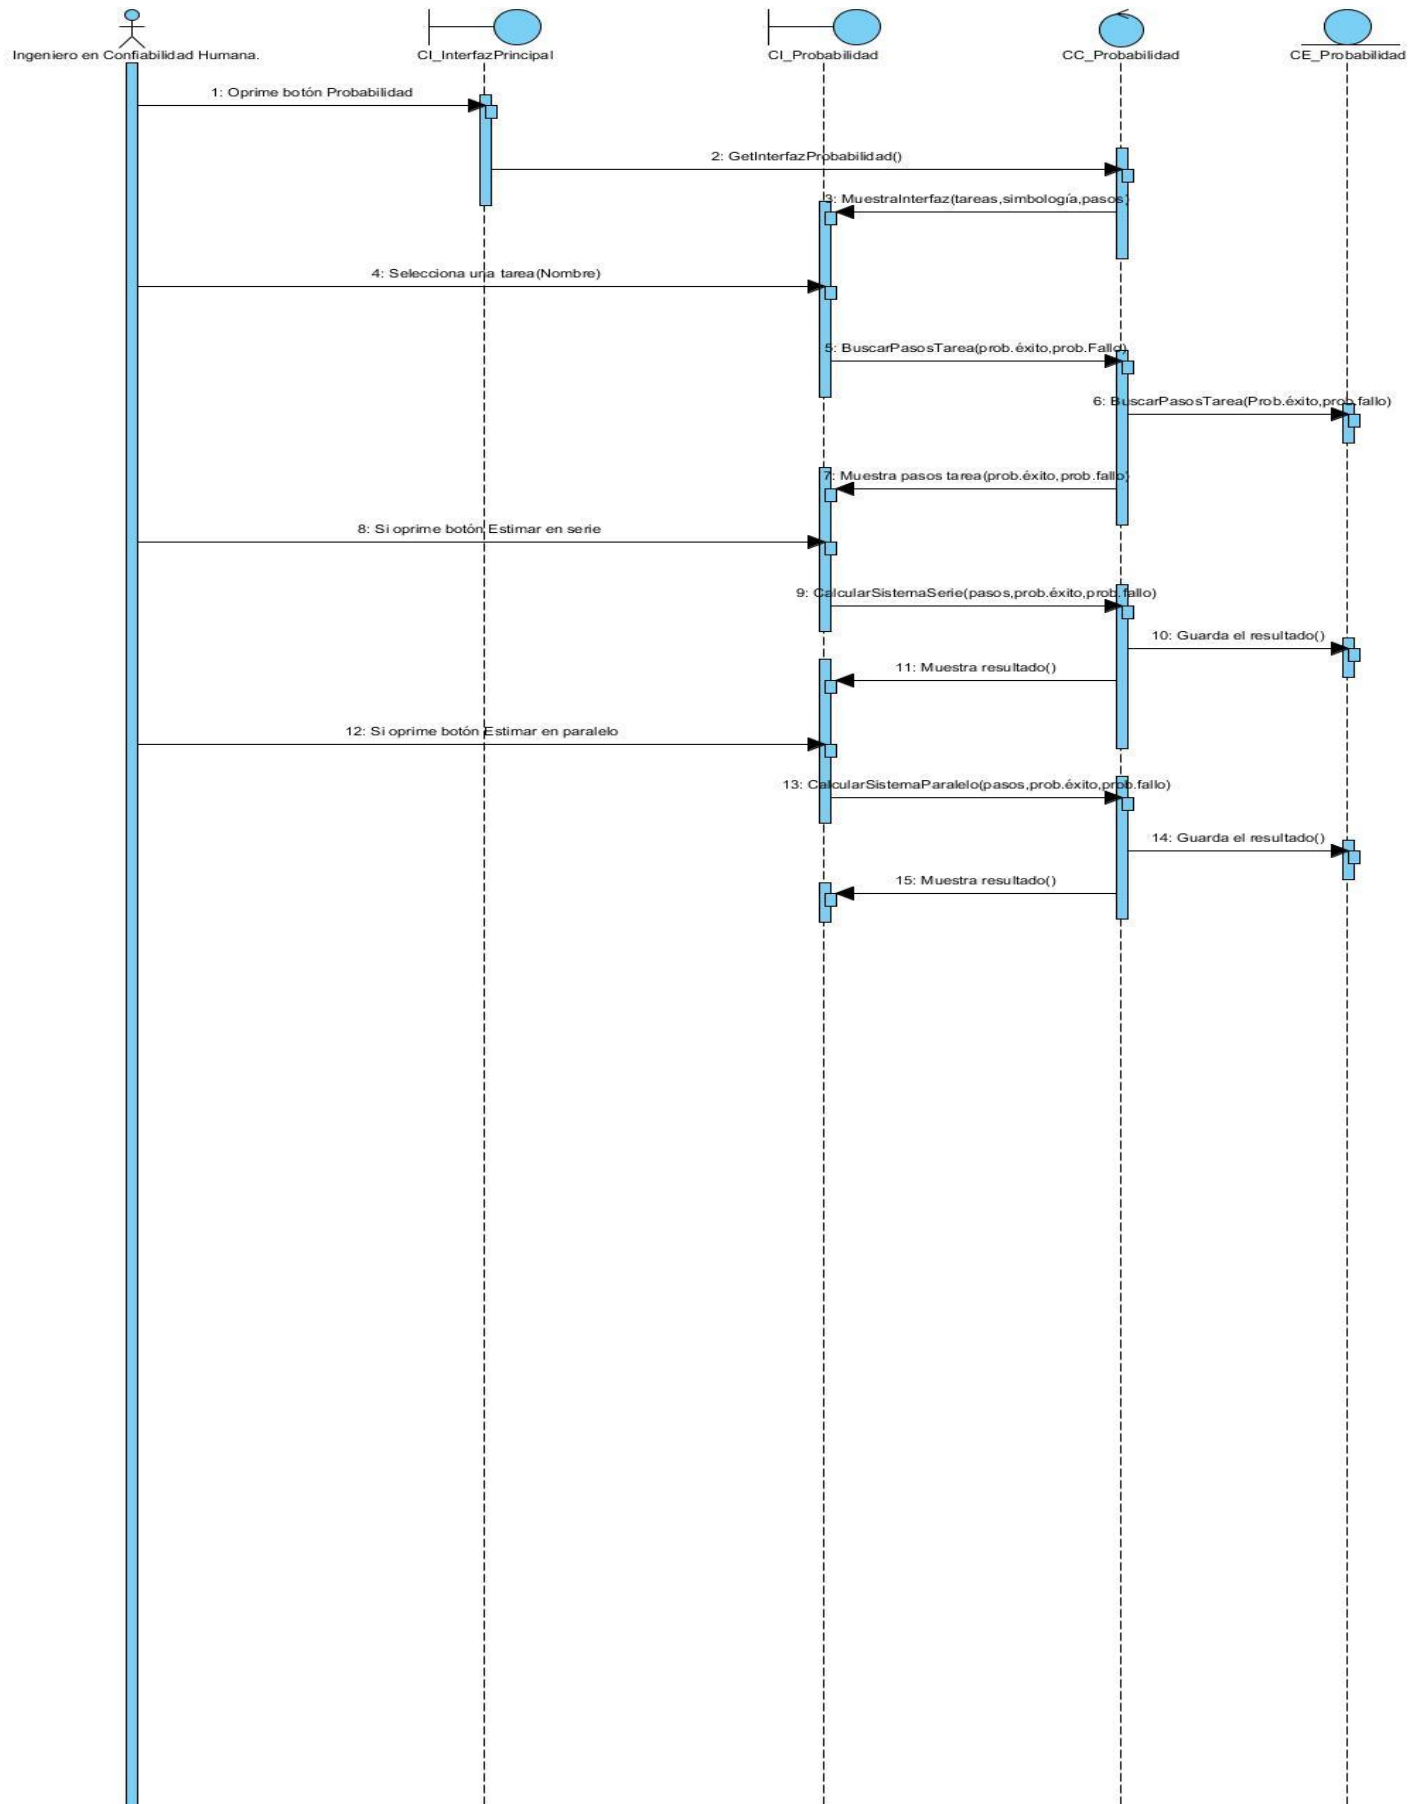 Ingeniero en Confiabilidad Humana.
CI_InterfazPrincipal
CI_Probabilidad
CC_Probabilidad
CE_Probabilidad
1: Oprime botón Probabilidad
2: GetInterfazProbabilidad()
3: MuestraInterfaz(tareas,simbología,pasos)
4: Selecciona una tarea(Nombre)
5: BuscarPasosTarea(prob.éxito,prob.Fallo)
6: BuscarPasosTarea(Prob.éxito,prob.fallo)
7: Muestra pasos tarea(prob.éxito,prob.fallo)
8: Si oprime botón Estimar en serie
9: CalcularSistemaSerie(pasos,prob.éxito,prob.fallo)
10: Guarda el resultado()
11: Muestra resultado()
12: Si oprime botón Estimar en paralelo
13: CalcularSistemaParalelo(pasos,prob.éxito,prob.fallo)
14: Guarda el resultado()
15: Muestra resultado()